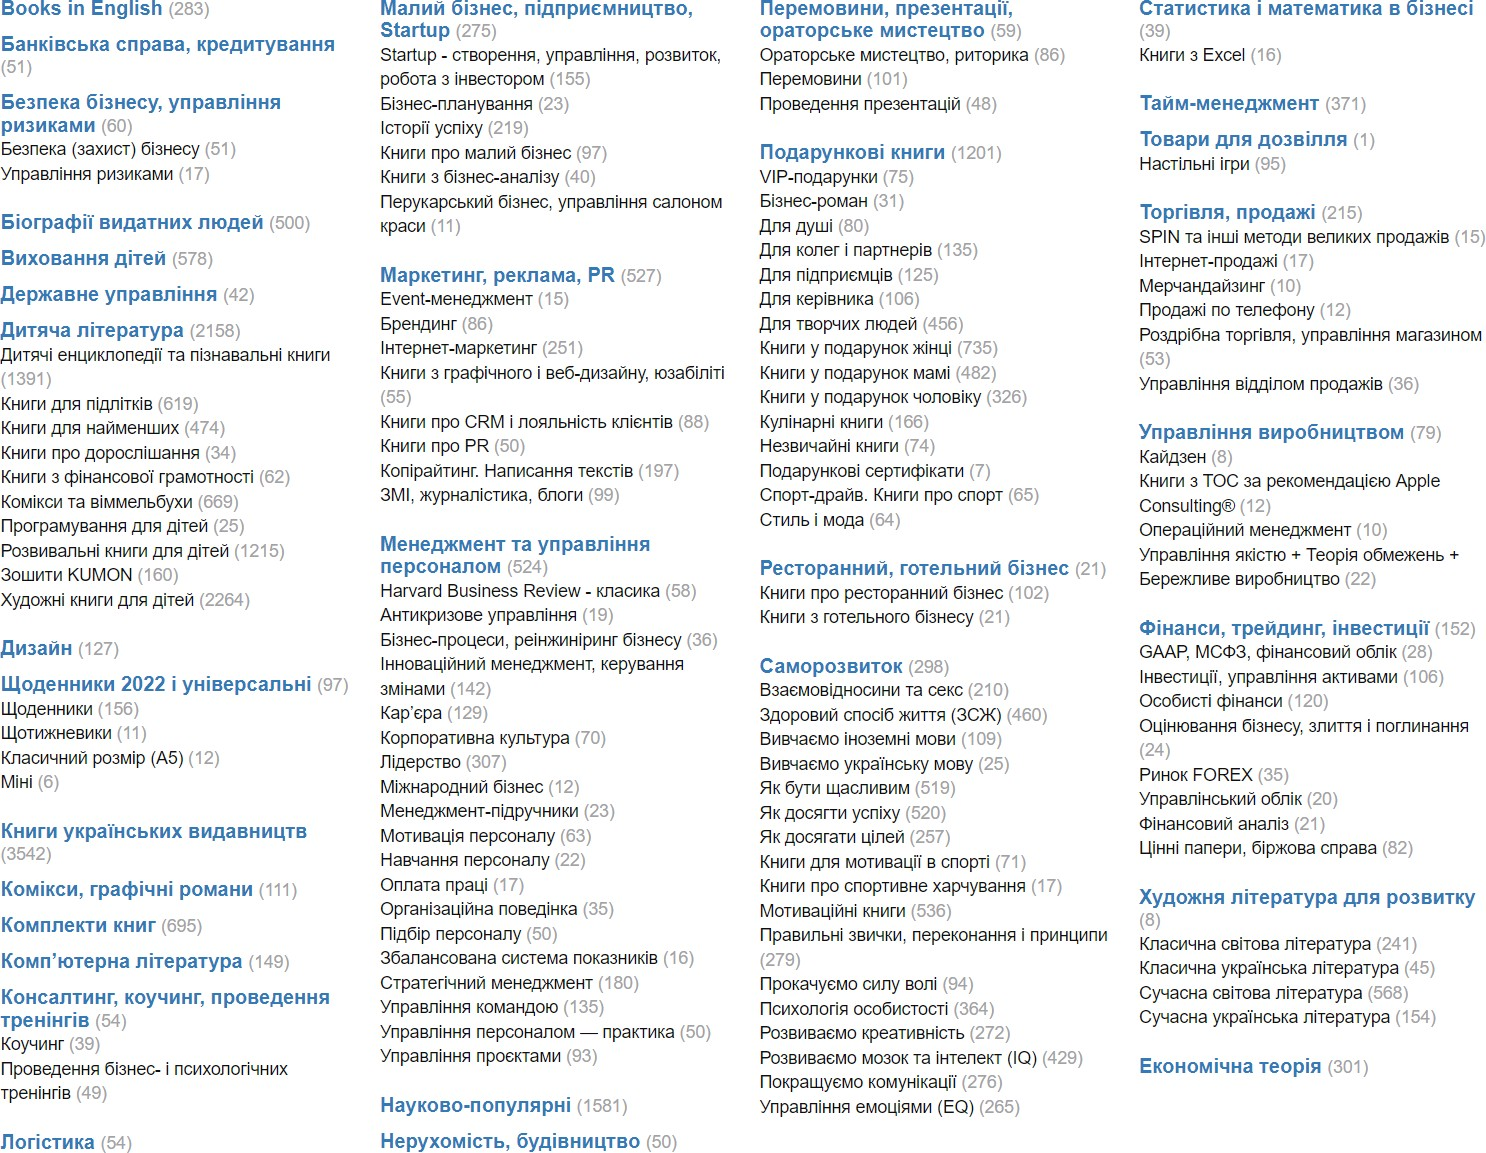 Books in English (283)
Банківська справа, кредитування
(51)
Безпека бізнесу, управління
ризиками (60)
Безпека (захист) бізнесу (51)
Управління ризиками (17)
Біографії видатних людей (500)
Виховання дітей (578)
Державне управління (42)
Дитяча література (2158)
Дитячі енциклопедії та пізнавальні книги
(1391)
Книги для підлітків (619)
Книги для найменших (474)
Книги про дорослішання (34)
Книги з фінансової грамотності (62)
Комікси та віммельбухи (669)
Програмування для дітей (25)
Розвивальні книги для дітей (1215)
Зошити KUMON (160)
Художні книги для дітей (2264)
Дизайн (127)
Щоденники 2022 і універсальні (97)
Щоденники (156)
Щотижневики (11)
Класичний розмір (А5) (12)
Міні (6)
Книги українських видавництв
(3542)
Комікси, графічні романи (111)
Комплекти книг (695)
Комп’ютерна література (149)
Консалтинг, коучинг, проведення
тренінгів (54)
Коучинг (39)
Проведення бізнес- і психологічних
тренінгів (49)
Логістика (54)
Малий бізнес, підприємництво,
Startup (275)
Startup - створення, управління, розвиток,
робота з інвестором (155)
Бізнес-планування (23)
Історії успіху (219)
Книги про малий бізнес (97)
Книги з бізнес-аналізу (40)
Перукарський бізнес, управління салоном
краси (11)
Маркетинг, реклама, PR (527)
Event-менеджмент (15)
Брендинг (86)
Інтернет-маркетинг (251)
Книги з графічного і веб-дизайну, юзабіліті
(55)
Книги про CRM і лояльність клієнтів (88)
Книги про PR (50)
Копірайтинг. Написання текстів (197)
ЗМІ, журналістика, блоги (99)
Менеджмент та управління
персоналом (524)
Harvard Business Review - класика (58)
Антикризове управління (19)
Бізнес-процеси, реінжиніринг бізнесу (36)
Інноваційний менеджмент, керування
змінами (142)
Кар’єра (129)
Корпоративна культура (70)
Лідерство (307)
Міжнародний бізнес (12)
Менеджмент-підручники (23)
Мотивація персоналу (63)
Навчання персоналу (22)
Оплата праці (17)
Організаційна поведінка (35)
Підбір персоналу (50)
Збалансована система показників (16)
Стратегічний менеджмент (180)
Управління командою (135)
Управління персоналом — практика (50)
Управління проєктами (93)
Науково-популярні (1581)
Нерухомість, будівництво (50)
Перемовини, презентації,
ораторське мистецтво (59)
Ораторське мистецтво, риторика (86)
Перемовини (101)
Проведення презентацій (48)
Подарункові книги (1201)
VIP-подарунки (75)
Бізнес-роман (31)
Для душі (80)
Для колег і партнерів (135)
Для підприємців (125)
Для керівника (106)
Для творчих людей (456)
Книги у подарунок жінці (735)
Книги у подарунок мамі (482)
Книги у подарунок чоловіку (326)
Кулінарні книги (166)
Незвичайні книги (74)
Подарункові сертифікати (7)
Спорт-драйв. Книги про спорт (65)
Стиль і мода (64)
Ресторанний, готельний бізнес (21)
Книги про ресторанний бізнес (102)
Книги з готельного бізнесу (21)
Саморозвиток (298)
Взаємовідносини та секс (210)
Здоровий спосіб життя (ЗСЖ) (460)
Вивчаємо іноземні мови (109)
Вивчаємо українську мову (25)
Як бути щасливим (519)
Як досягти успіху (520)
Як досягати цілей (257)
Книги для мотивації в спорті (71)
Книги про спортивне харчування (17)
Мотиваційні книги (536)
Правильні звички, переконання і принципи
(279)
Прокачуємо силу волі (94)
Психологія особистості (364)
Розвиваємо креативність (272)
Розвиваємо мозок та інтелект (IQ) (429)
Покращуємо комунікації (276)
Управління емоціями (EQ) (265)
Статистика і математика в бізнесі
(39)
Книги з Excel (16)
Тайм-менеджмент (371)
Товари для дозвілля (1)
Настільні ігри (95)
Торгівля, продажі (215)
SPIN та інші методи великих продажів (15)
Інтернет-продажі (17)
Мерчандайзинг (10)
Продажі по телефону (12)
Роздрібна торгівля, управління магазином
(53)
Управління відділом продажів (36)
Управління виробництвом (79)
Кайдзен (8)
Книги з ТОС за рекомендацією Apple
Consulting® (12)
Операційний менеджмент (10)
Управління якістю + Теорія обмежень +
Бережливе виробництво (22)
Фінанси, трейдинг, інвестиції (152)
GAAP, МСФЗ, фінансовий облік (28)
Інвестиції, управління активами (106)
Особисті фінанси (120)
Оцінювання бізнесу, злиття і поглинання
(24)
Ринок FOREX (35)
Управлінський облік (20)
Фінансовий аналіз (21)
Цінні папери, біржова справа (82)
Художня література для розвитку
(8)
Класична світова література (241)
Класична українська література (45)
Сучасна світова література (568)
Сучасна українська література (154)
Економічна теорія (301)